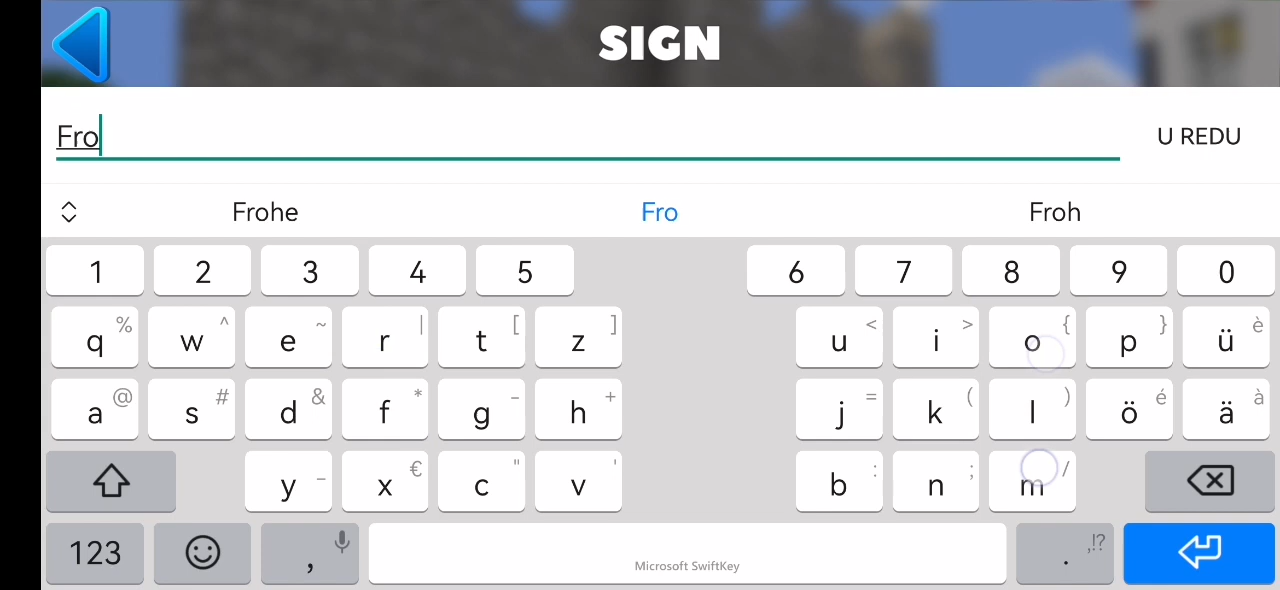 SIGN
Fro
U REDU
Frohe Fro Froh
1 2 3 4 5 6 7 8 9 0
q % w ^ e ~ r | t [ z ] u < i > o { p } ü è
a @ s # d & f * g - h + j = k ( l ) ö é ä à
y _ x € c " v ' b : n ; m /
123 , Microsoft SwiftKey . ,!?